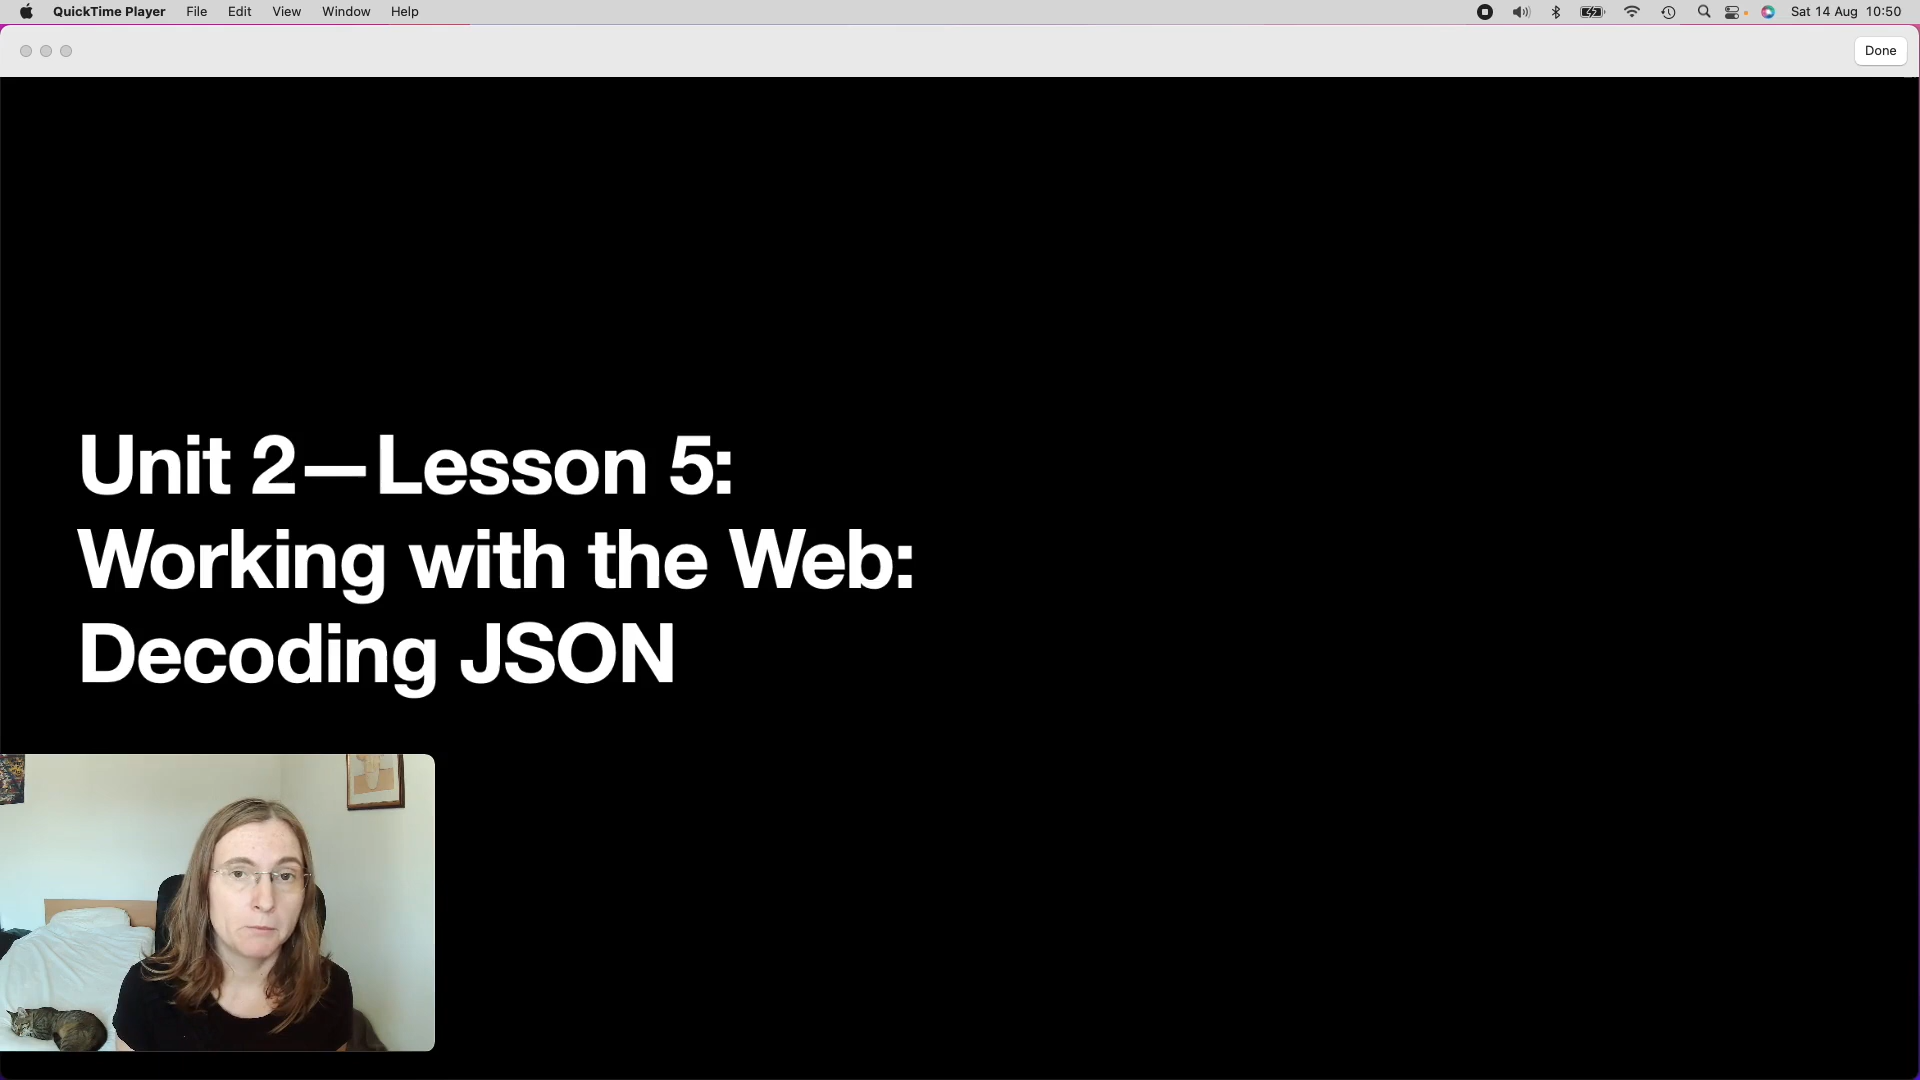 QuickTime Player File Edit View Window Help Sat 14 Aug 10:50
Done
Unit 2—Lesson 5:
Working with the Web:
Decoding JSON